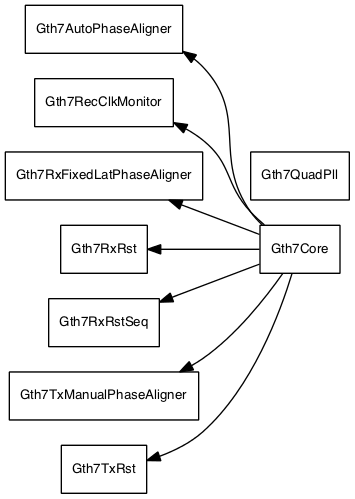 Gth7AutoPhaseAligner
Gth7RecClkMonitor
Gth7RxFixedLatPhaseAligner
Gth7QuadPll
Gth7RxRst
Gth7Core
Gth7RxRstSeq
Gth7TxManualPhaseAligner
Gth7TxRst